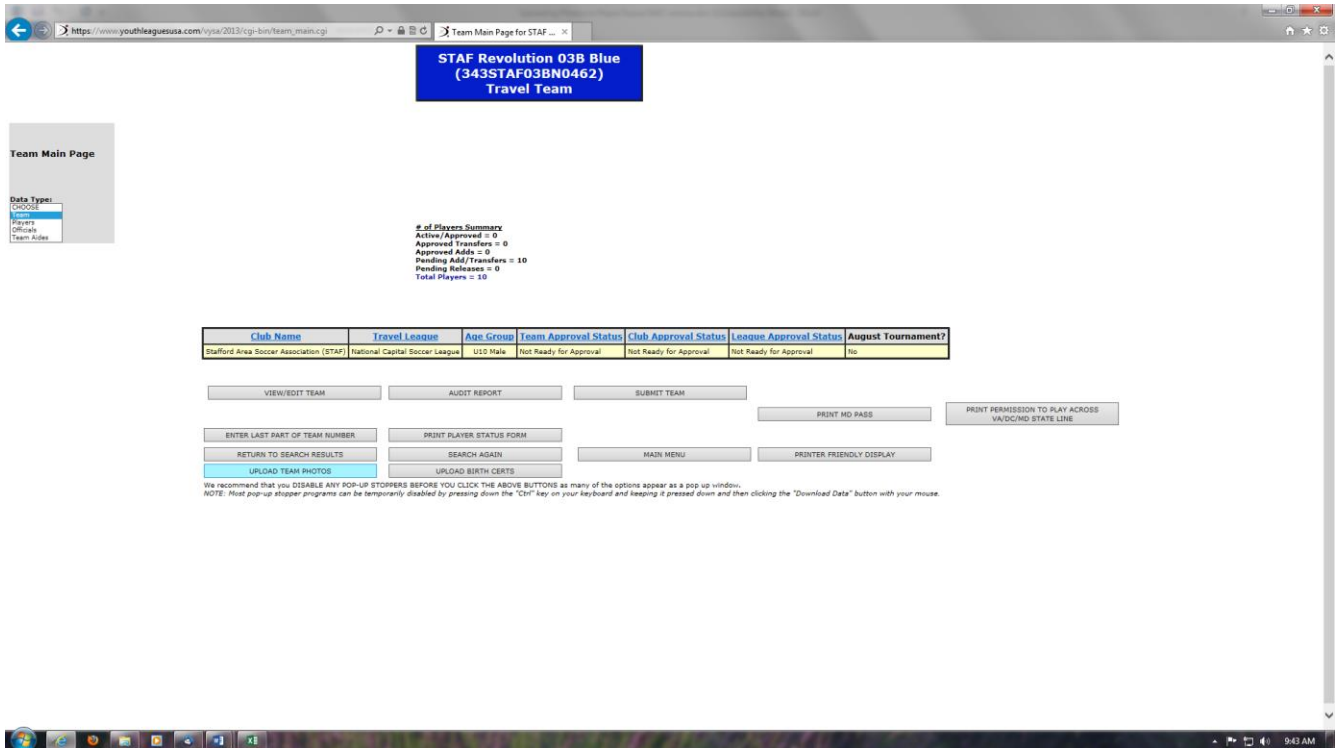 https://www.youthleaguesusa.com/vysa/2013/cgi-bin/team_main.cgi
Team Main Page for STAF ...
STAF Revolution 03B Blue
(343STAF03BN0462)
Travel Team
Team Main Page
Data Type:
CHOOSE
Team
Players
Officials
Team Aides
# of Players Summary
Active/Approved = 0
Approved Transfers = 0
Approved Adds = 0
Pending Add/Transfers = 10
Pending Releases = 0
Total Players = 10
Club Name Travel League Age Group Team Approval Status Club Approval Status League Approval Status August Tournament?
Stafford Area Soccer Association (STAF) National Capital Soccer League U10 Male Not Ready for Approval Not Ready for Approval Not Ready for Approval No
VIEW/EDIT TEAM AUDIT REPORT SUBMIT TEAM
PRINT MD PASS PRINT PERMISSION TO PLAY ACROSS
VA/DC/MD STATE LINE
ENTER LAST PART OF TEAM NUMBER PRINT PLAYER STATUS FORM
RETURN TO SEARCH RESULTS SEARCH AGAIN MAIN MENU PRINTER FRIENDLY DISPLAY
UPLOAD TEAM PHOTOS UPLOAD BIRTH CERTS
We recommend that you DISABLE ANY POP-UP STOPPERS BEFORE YOU CLICK THE ABOVE BUTTONS as many of the options appear as a pop up window.
NOTE: Most pop-up stopper programs can be temporarily disabled by pressing down the "Ctrl" key on your keyboard and keeping it pressed down and then clicking the "Download Data" button with your mouse.
9:43 AM